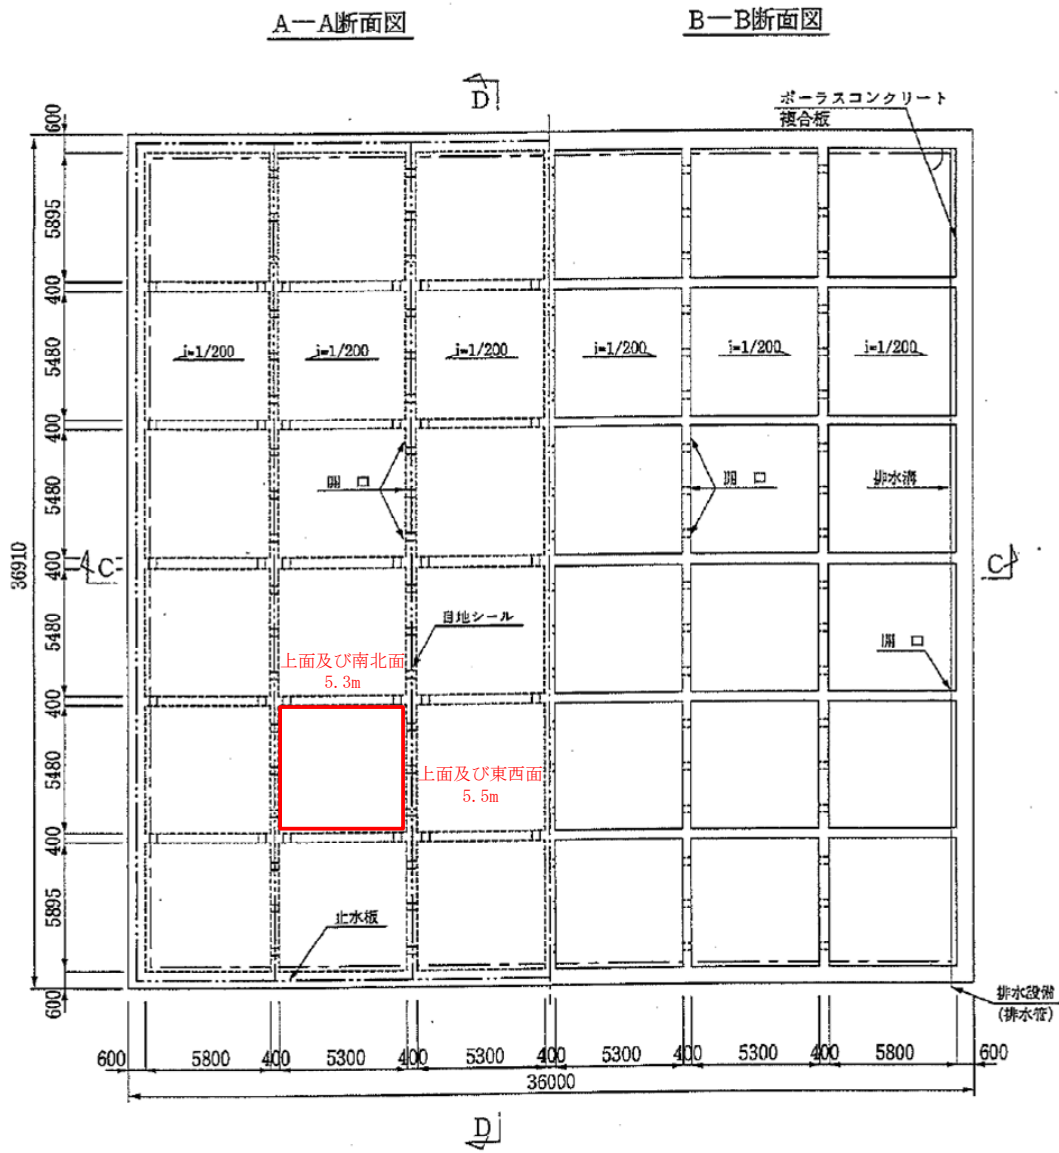 A—A断面図
B—B断面図
D
ポーラスコンクリート
複合板
600
5895
400
5480
400
5480
400
5480
400
5480
400
5895
600
36910
i=1/200
i=1/200
i=1/200
i=1/200
i=1/200
i=1/200
開 口
開 口
排水溝
C
C
目地シール
開 口
上面及び南北面
5.3m
上面及び東西面
5.5m
止水板
排水設備
(排水管)
600
5800
400
5300
400
5300
400
5300
400
5300
400
5800
600
36000
D